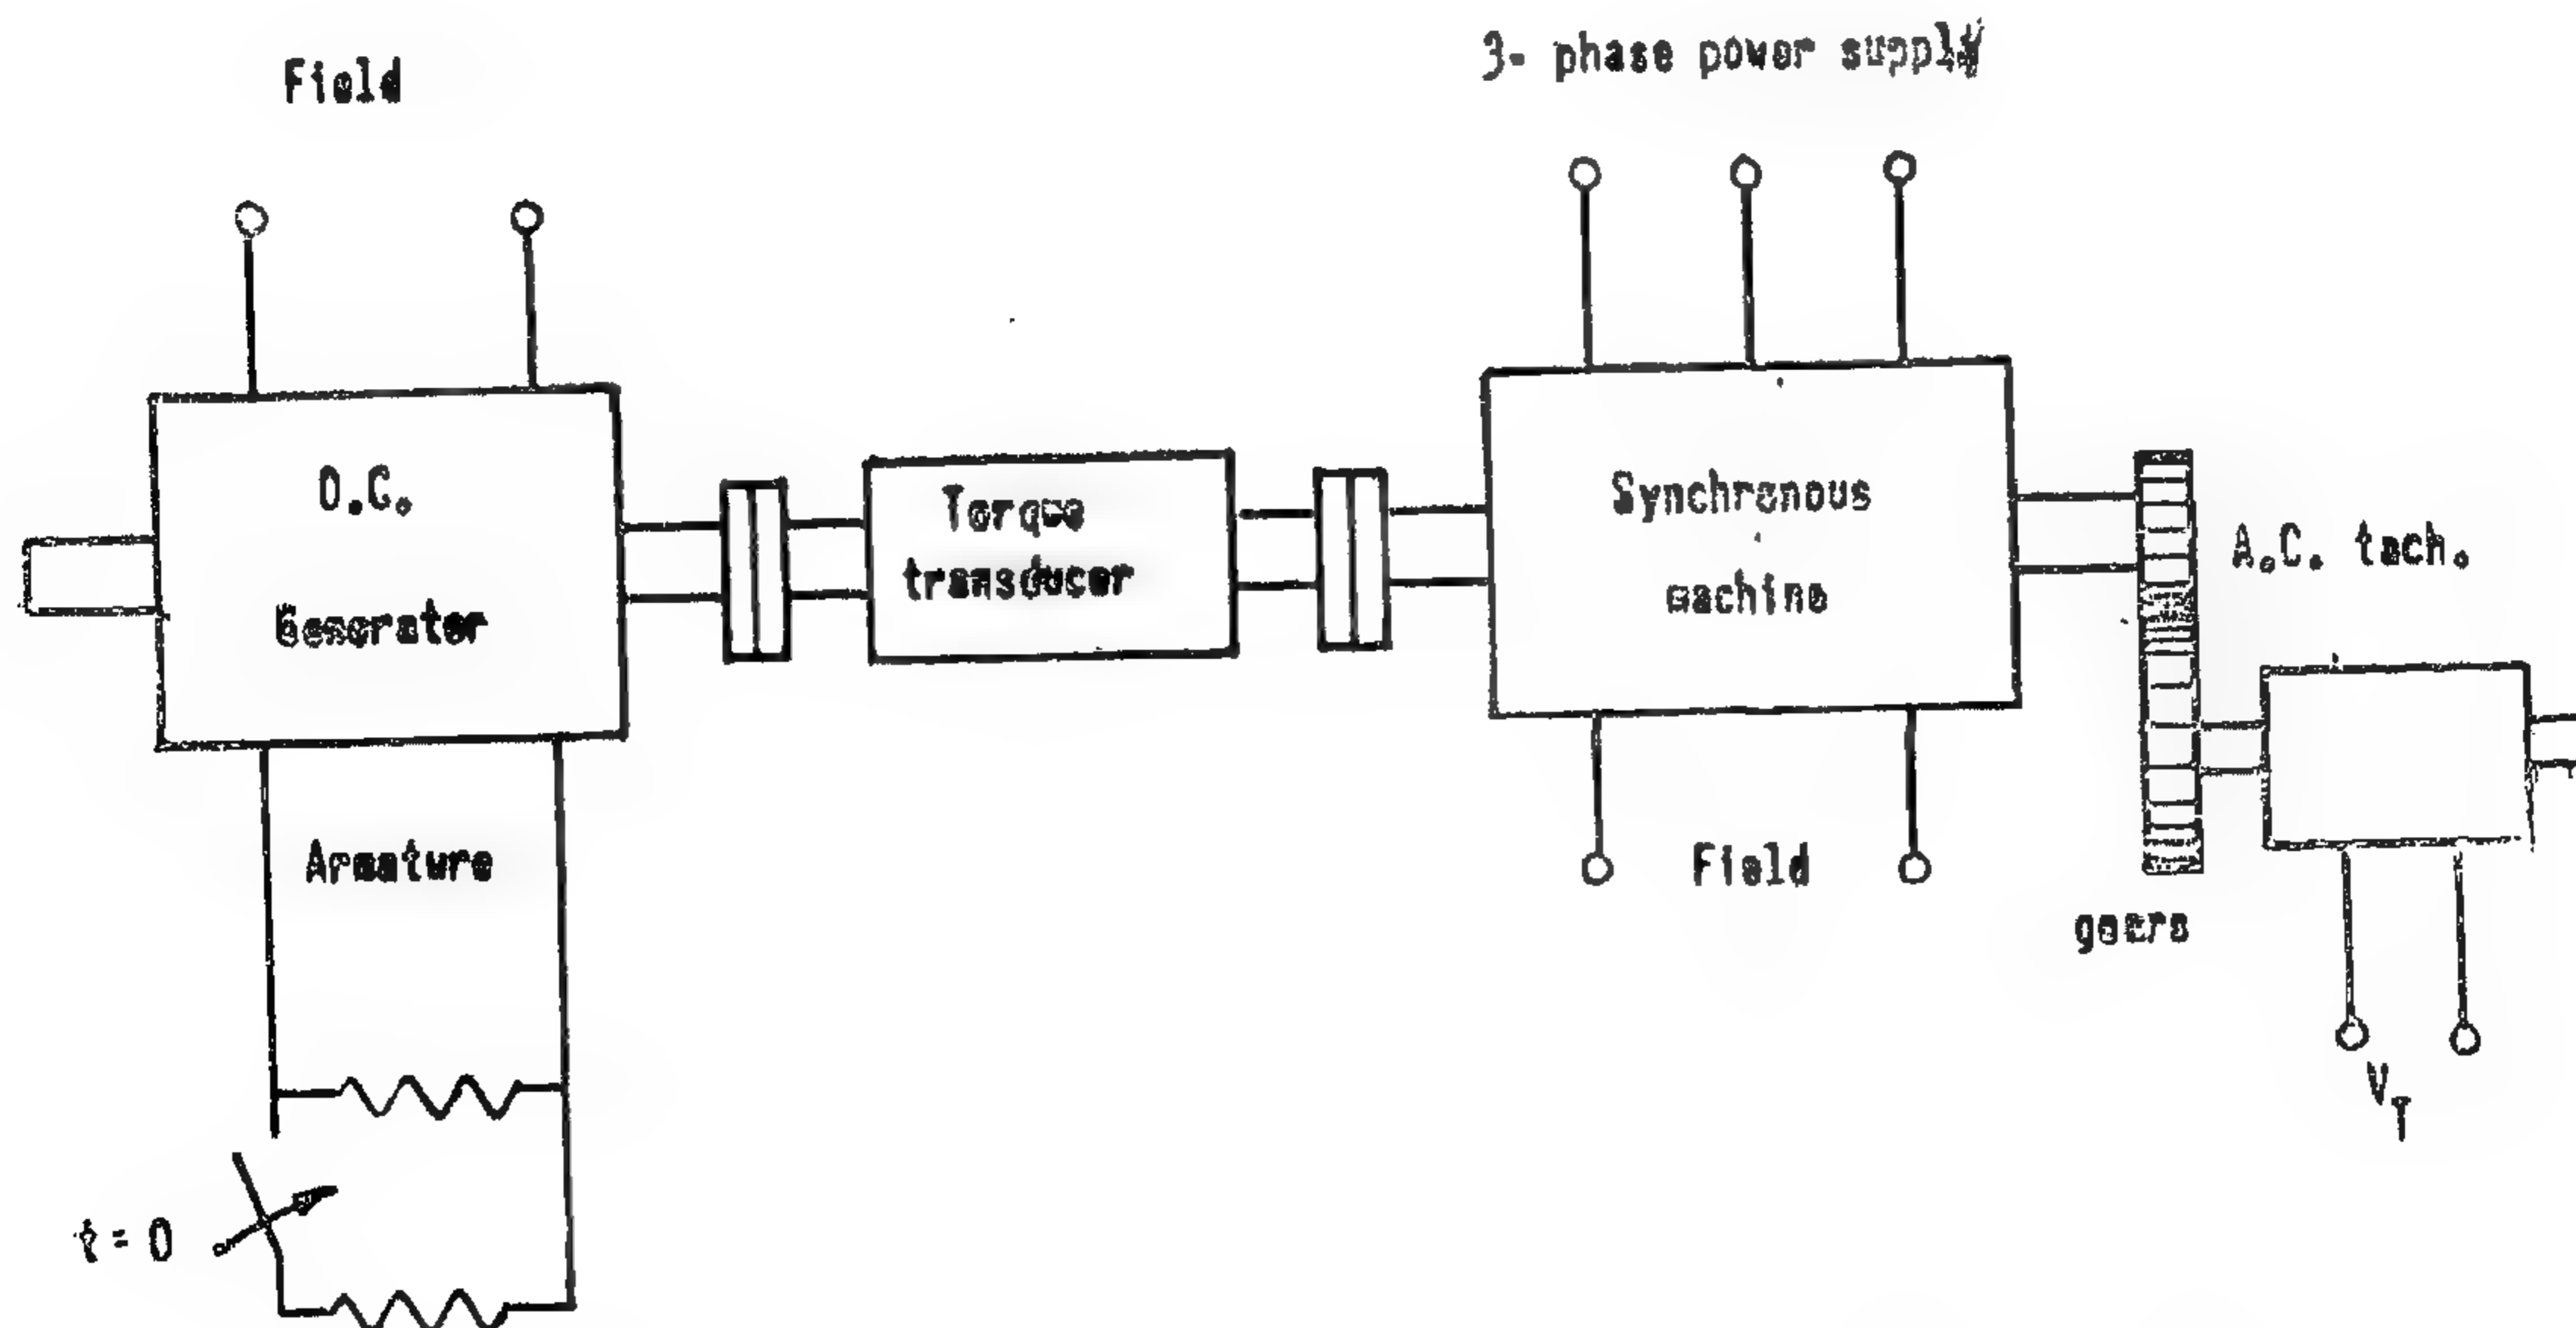 Field
3- phase power supply
D.C.
Generator
Torque
transducer
Synchronous
machine
A.C. tach.
Armature
Field
gears
V_T
t = 0